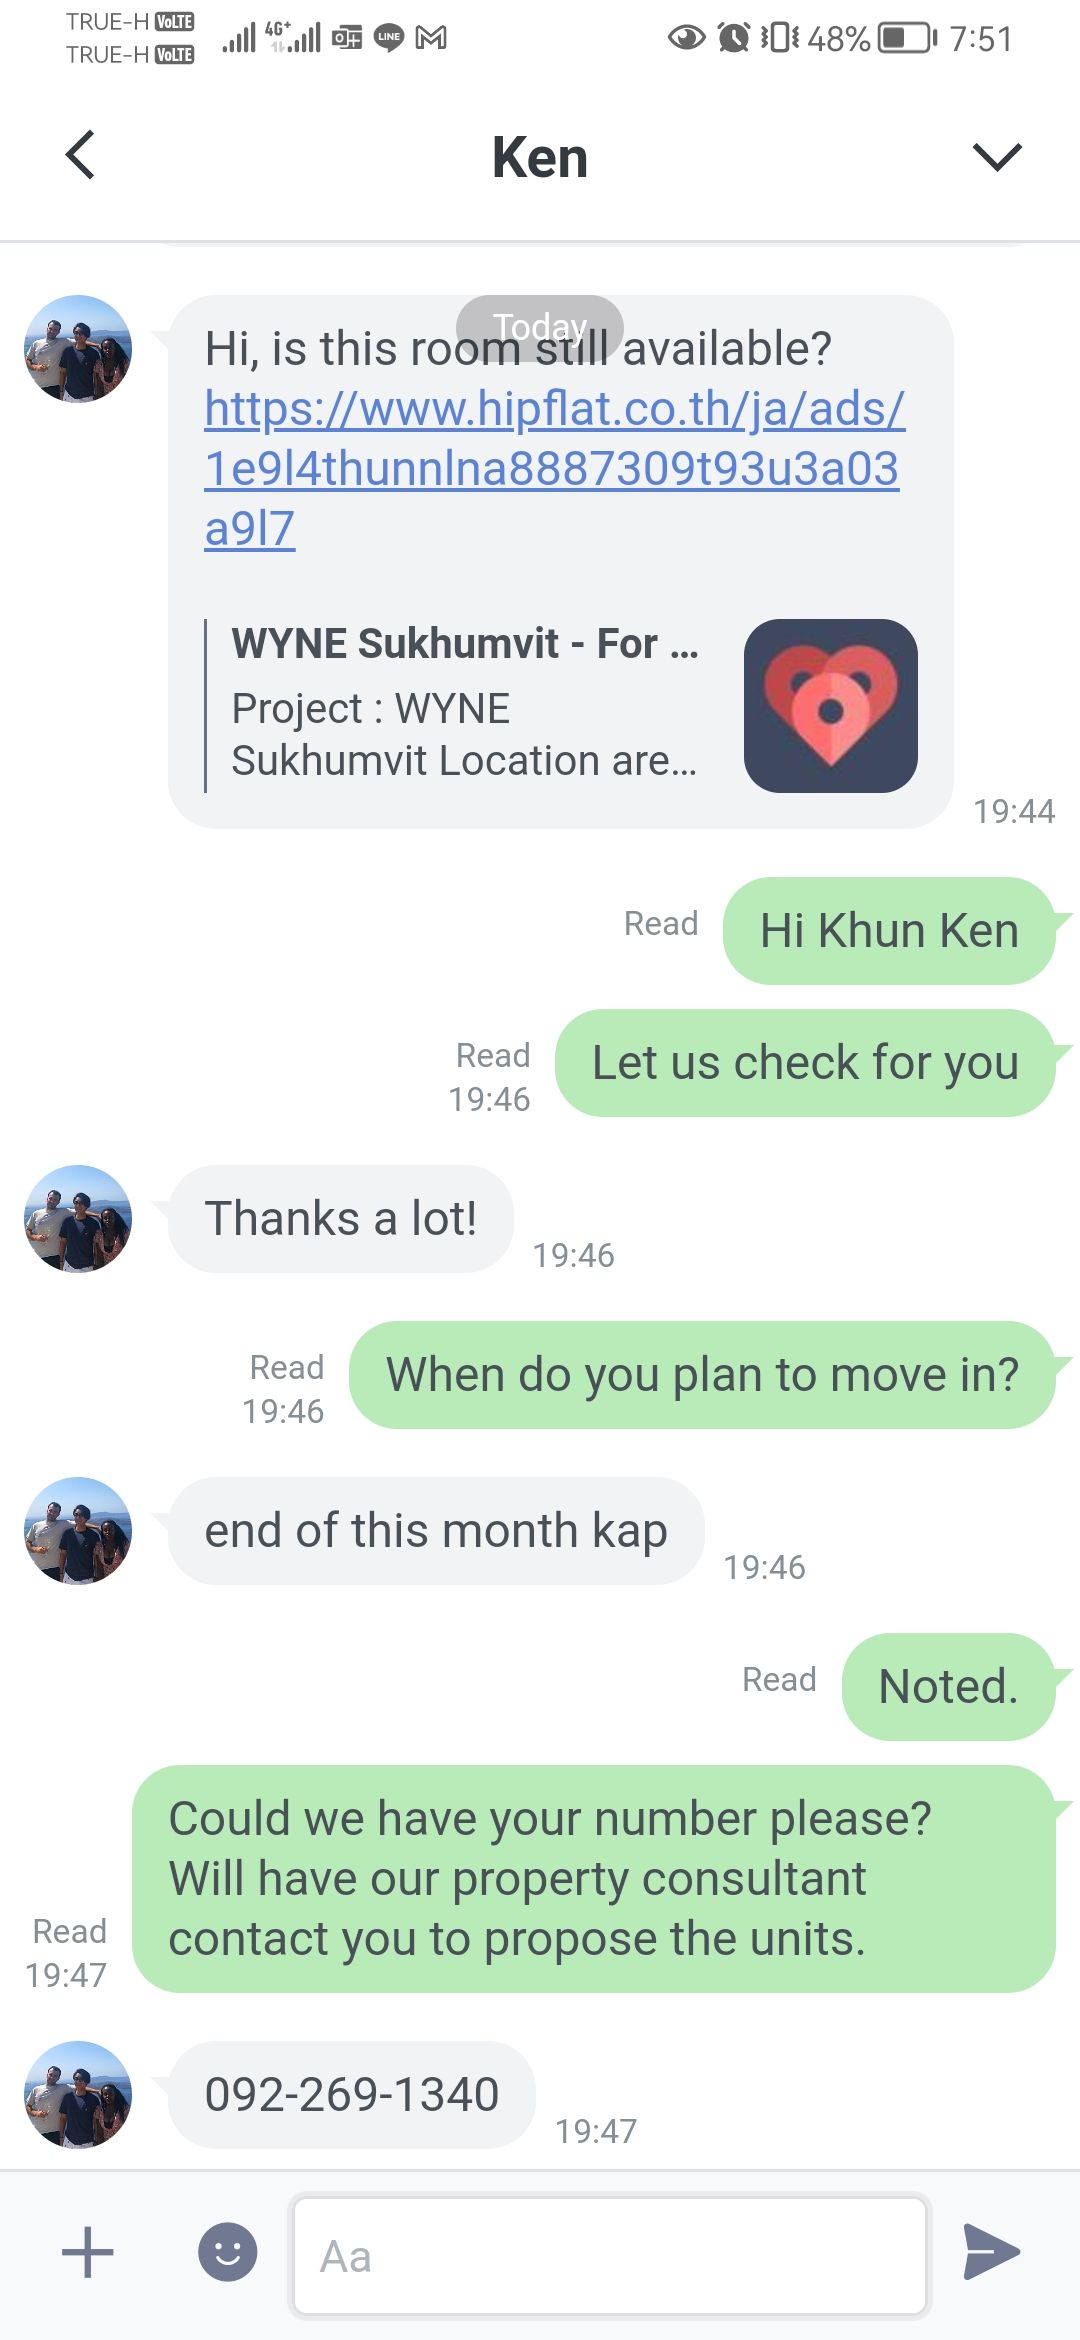 TRUE-H VoLTE
TRUE-H VoLTE
4G+
LINE
48%
7:51
Ken
Today
Hi, is this room still available?
https://www.hipflat.co.th/ja/ads/
1e9l4thunnlna8887309t93u3a03
a9l7
WYNE Sukhumvit - For ...
Project : WYNE
Sukhumvit Location are...
19:44
Read
Hi Khun Ken
Let us check for you
Read
19:46
Thanks a lot!
19:46
When do you plan to move in?
Read
19:46
end of this month kap
19:46
Read
Noted.
Could we have your number please?
Will have our property consultant
contact you to propose the units.
Read
19:47
092-269-1340
19:47
Aa